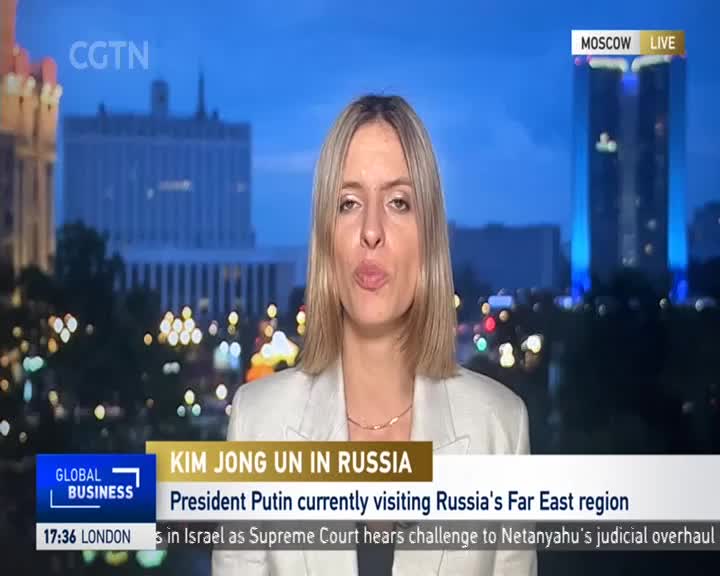 CGTN
MOSCOW LIVE
KIM JONG UN IN RUSSIA
GLOBAL
BUSINESS
President Putin currently visiting Russia's Far East region
17:36 LONDON
in Israel as Supreme Court hears challenge to Netanyahu's judicial overhaul